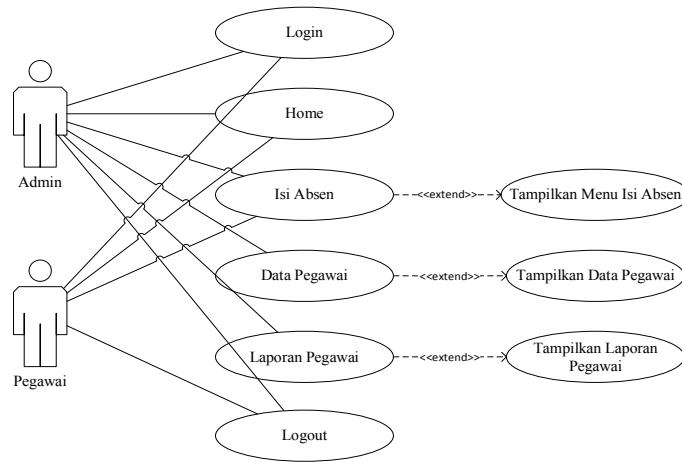 Login
Home
Admin
Isi Absen
<<extend>>
Tampilkan Menu Isi Absen
Data Pegawai
<<extend>>
Tampilkan Data Pegawai
Pegawai
Laporan Pegawai
<<extend>>
Tampilkan Laporan
Pegawai
Logout